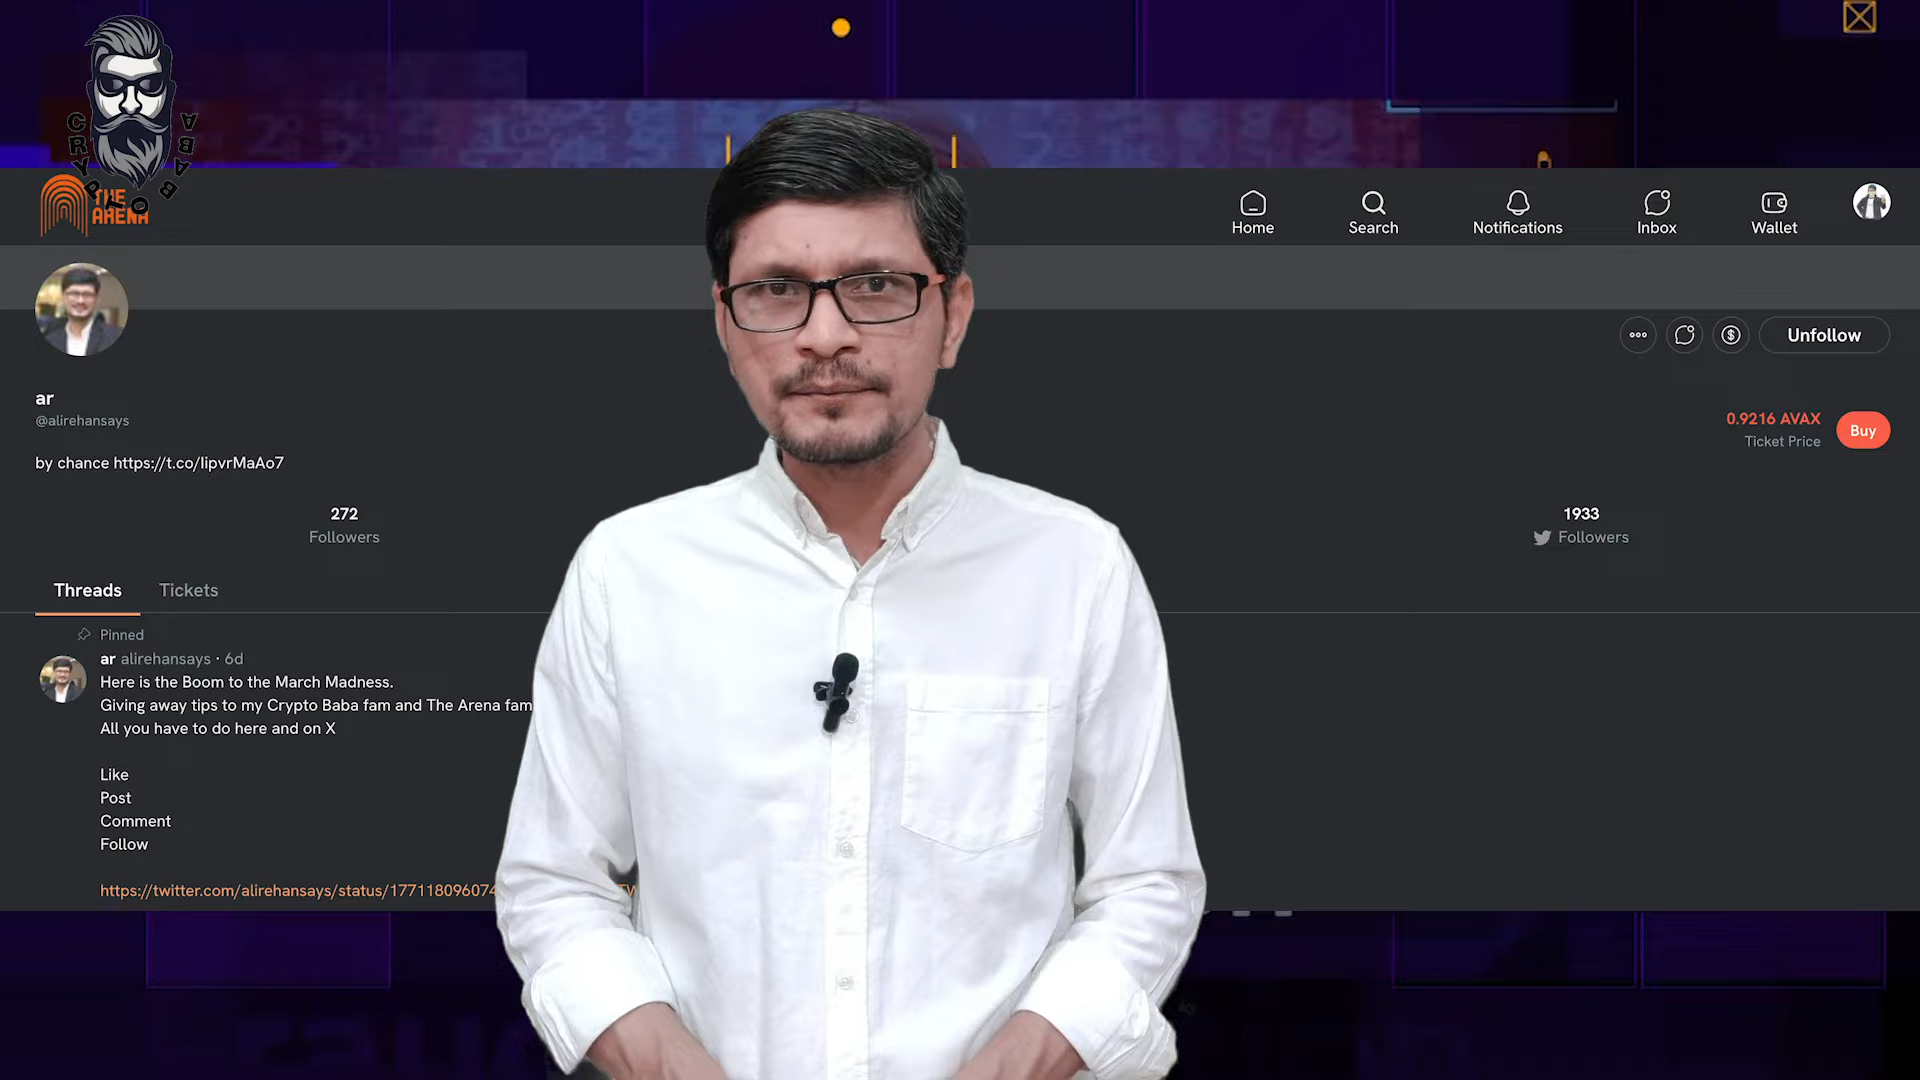 CRYPTO BABA
THE
ARENA
Home
Search
Notifications
Inbox
Wallet
Unfollow
ar
@alirehansays
0.9216 AVAX
Ticket Price
Buy
by chance https://t.co/IipvrMaAo7
272
Followers
1933
Followers
Threads
Tickets
Pinned
ar alirehansays · 6d
Here is the Boom to the March Madness.
Giving away tips to my Crypto Baba fam and The Arena fam
All you have to do here and on X
Like
Post
Comment
Follow
https://twitter.com/alirehansays/status/177118096074